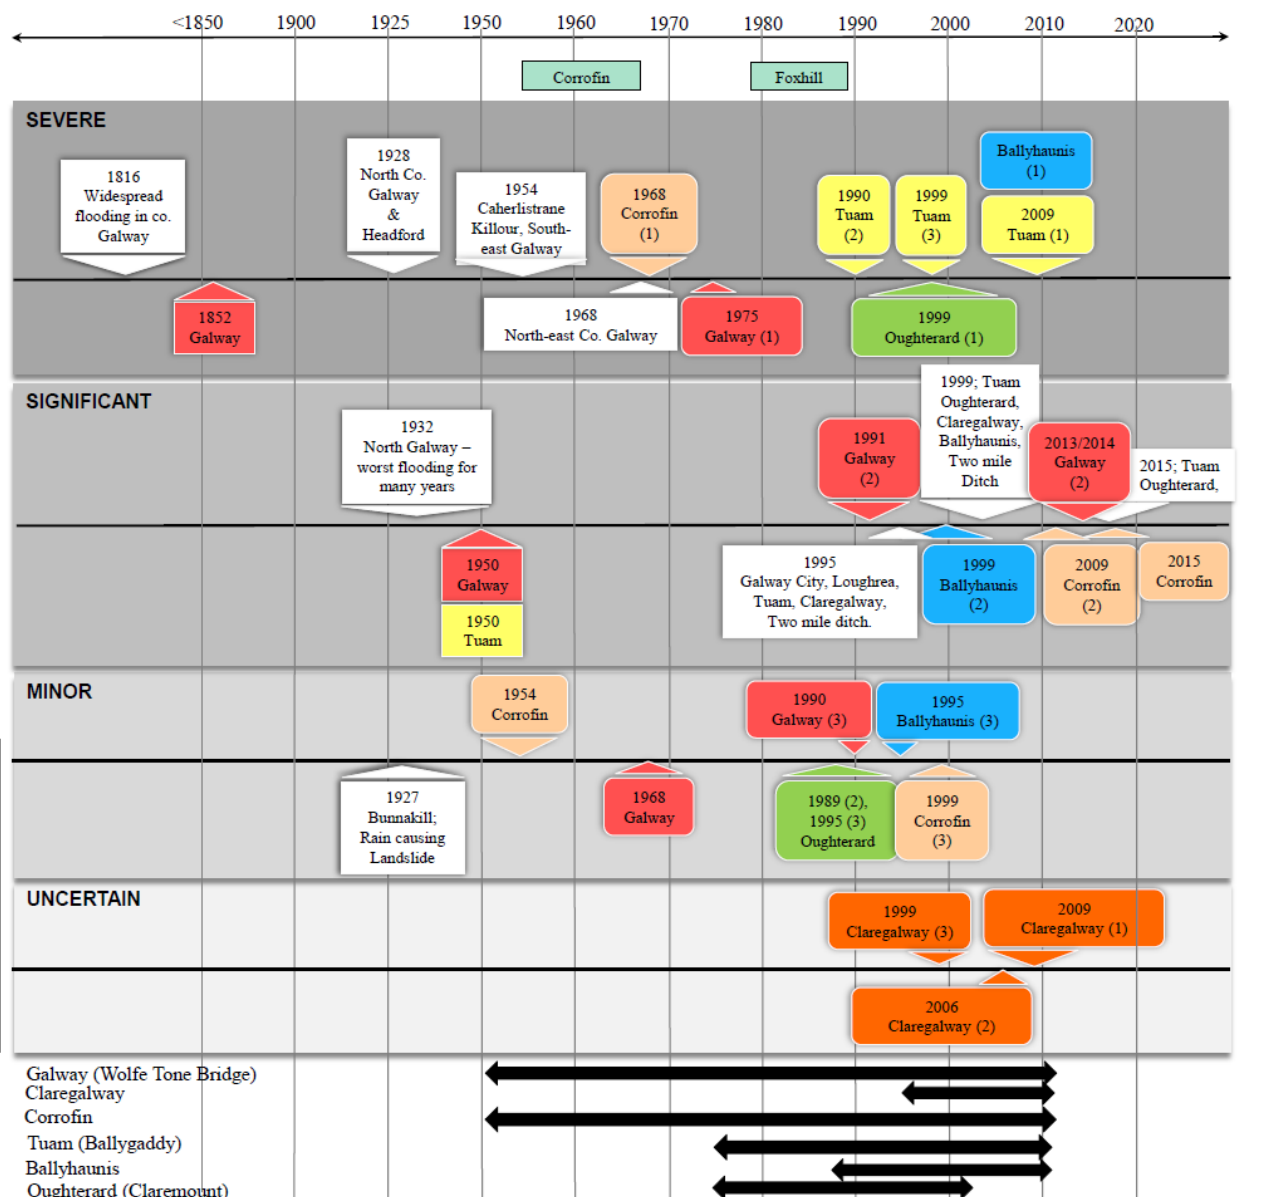 <1850 1900 1925 1950 1960 1970 1980 1990 2000 2010 2020
Corrofin
Foxhill
SEVERE
1816
Widespread
flooding in co.
Galway
1928
North Co.
Galway
&
Headford
1954
Caherlistrane
Killour, South-
east Galway
1968
Corrofin
(1)
1990
Tuam
(2)
1999
Tuam
(3)
Ballyhaunis
(1)
2009
Tuam (1)
1852
Galway
1968
North-east Co. Galway
1975
Galway (1)
1999
Oughterard (1)
SIGNIFICANT
1932
North Galway –
worst flooding for
many years
1991
Galway
(2)
1999; Tuam
Oughterard,
Claregalway,
Ballyhaunis,
Two mile
Ditch
2013/2014
Galway
(2)
2015; Tuam
Oughterard,
1950
Galway
1950
Tuam
1995
Galway City, Loughrea,
Tuam, Claregalway,
Two mile ditch.
1999
Ballyhaunis
(2)
2009
Corrofin
(2)
2015
Corrofin
MINOR
1954
Corrofin
1990
Galway (3)
1995
Ballyhaunis (3)
1927
Bunnakill;
Rain causing
Landslide
1968
Galway
1989 (2),
1995 (3)
Oughterard
1999
Corrofin
(3)
UNCERTAIN
1999
Claregalway (3)
2009
Claregalway (1)
2006
Claregalway (2)
Galway (Wolfe Tone Bridge)
Claregalway
Corrofin
Tuam (Ballygaddy)
Ballyhaunis
Oughterard (Claremount)